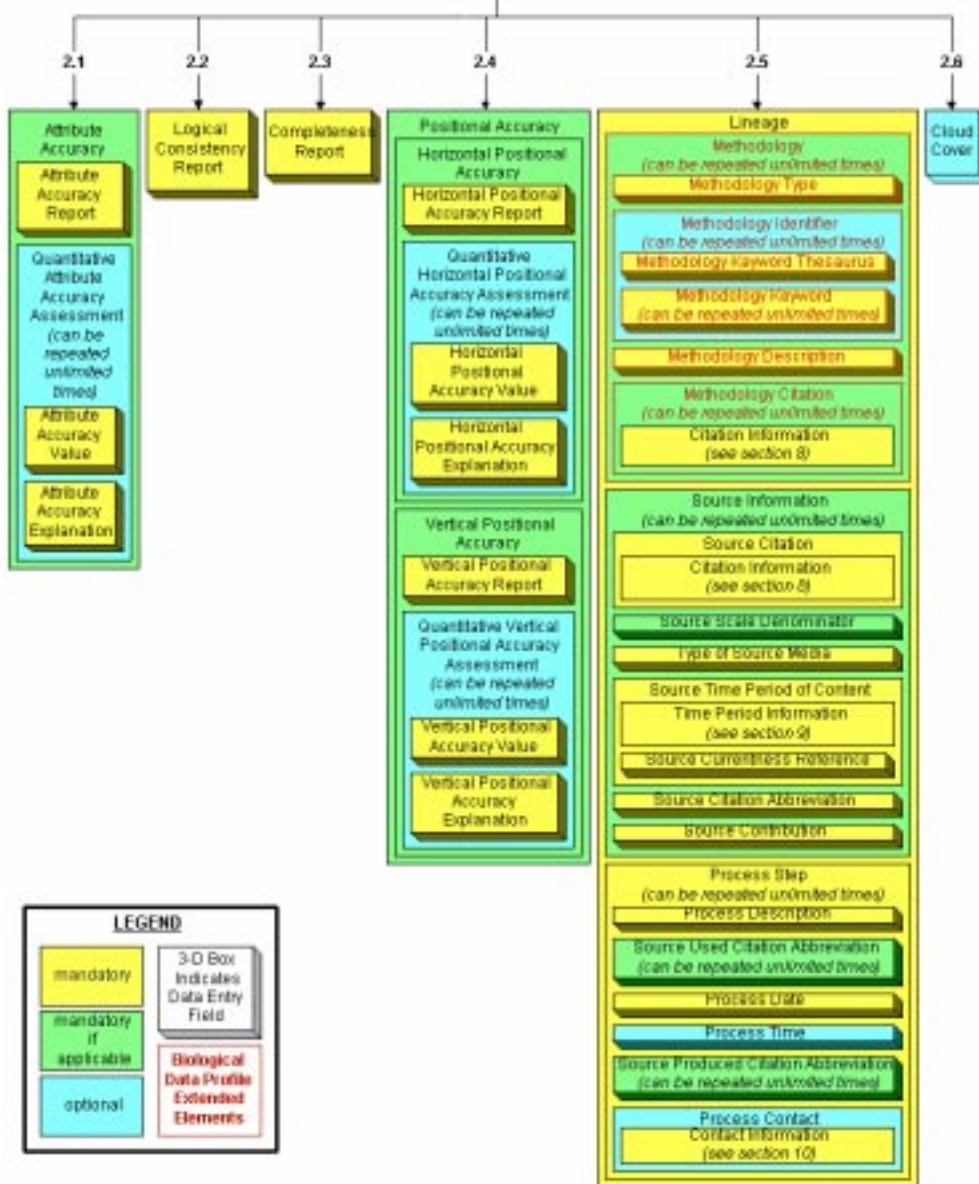 2.1
2.2
2.3
2.4
2.5
2.6
Attribute
Accuracy
Attribute
Accuracy
Report
Quantitative
Attribute
Accuracy
Assessment
(can be
repeated
unlimited
times)
Attribute
Accuracy
Value
Attribute
Accuracy
Explanation
Logical
Consistency
Report
Completeness
Report
Positional Accuracy
Horizontal Positional
Accuracy
Horizontal Positional
Accuracy Report
Quantitative
Horizontal Positional
Accuracy Assessment
(can be repeated
unlimited times)
Horizontal
Positional
Accuracy Value
Horizontal
Positional Accuracy
Explanation
Vertical Positional
Accuracy
Vertical Positional
Accuracy Report
Quantitative Vertical
Positional Accuracy
Assessment
(can be repeated
unlimited times)
Vertical Positional
Accuracy Value
Vertical Positional
Accuracy
Explanation
Lineage
Methodology
(can be repeated unlimited times)
Methodology Type
Methodology Identifier
(can be repeated unlimited times)
Methodology Keyword Thesaurus
Methodology Keyword
(can be repeated unlimited times)
Methodology Description
Methodology Citation
(can be repeated unlimited times)
Citation Information
(see section 8)
Source Information
(can be repeated unlimited times)
Source Citation
Citation Information
(see section 8)
Source Scale Denominator
Type of Source Media
Source Time Period of Content
Time Period Information
(see section 9)
Source Currentness Reference
Source Citation Abbreviation
Source Contribution
Process Step
(can be repeated unlimited times)
Process Description
Source Used Citation Abbreviation
(can be repeated unlimited times)
Process Date
Process Time
Source Produced Citation Abbreviation
(can be repeated unlimited times)
Process Contact
Contact Information
(see section 10)
Cloud
Cover
LEGEND
mandatory
mandatory
if
applicable
optional
3-D Box
Indicates
Data Entry
Field
Biological
Data Profile
Extended
Elements